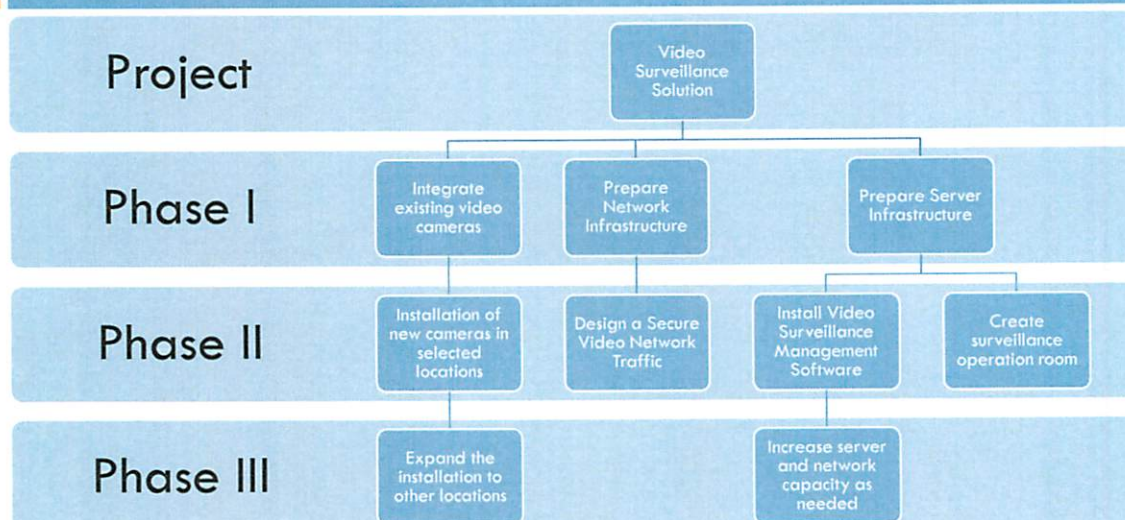 Project
Video
Surveillance
Solution
Phase I
Integrate
existing video
cameras
Prepare
Network
Infrastructure
Prepare Server
Infrastructure
Phase II
Installation of
new cameras in
selected
locations
Design a Secure
Video Network
Traffic
Install Video
Surveillance
Management
Software
Create
surveillance
operation room
Phase III
Expand the
installation to
other locations
Increase server
and network
capacity as
needed